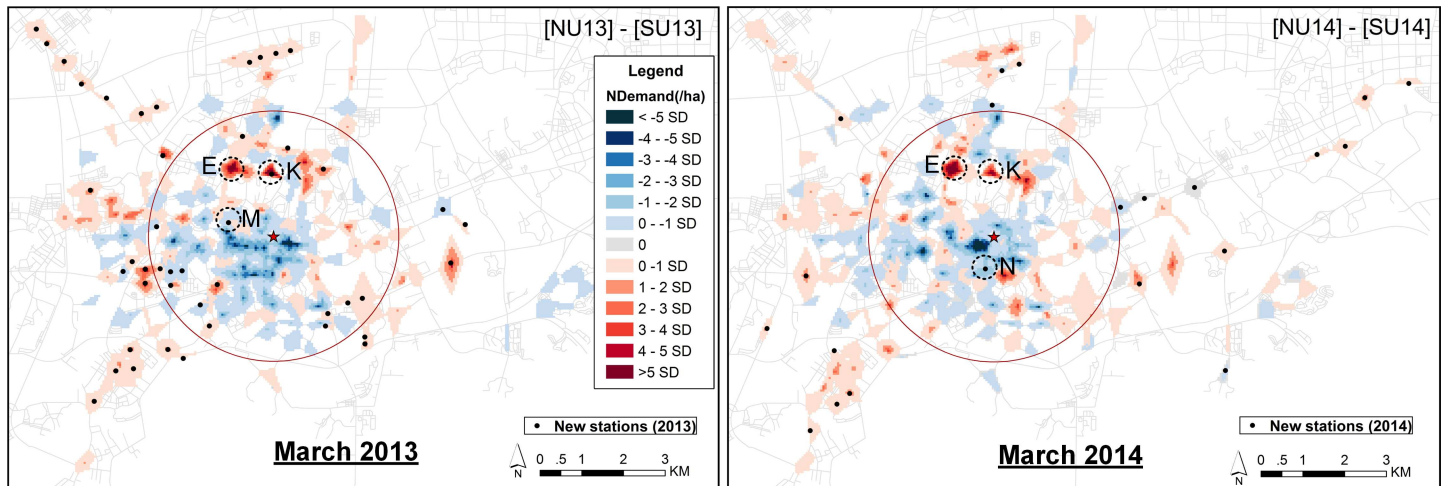 [NU13] - [SU13]
Legend
NDemand(/ha)
< -5 SD
-4 - -5 SD
-3 - -4 SD
-2 - -3 SD
-1 - -2 SD
0 - -1 SD
0
0 -1 SD
1 - 2 SD
2 - 3 SD
3 - 4 SD
4 - 5 SD
>5 SD
E
K
M
New stations (2013)
March 2013
N
0 .5 1 2 3
KM
[NU14] - [SU14]
E
K
N
New stations (2014)
March 2014
N
0 .5 1 2 3
KM